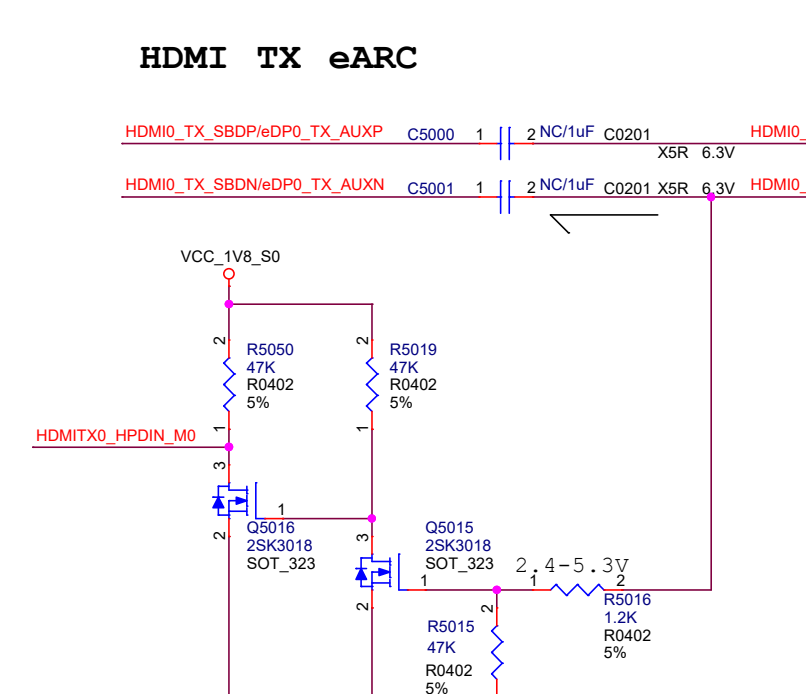 HDMI TX eARC
HDMI0_TX_SBDP/eDP0_TX_AUXP C5000 1 2 NC/1uF C0201 X5R 6.3V HDMI0_
HDMI0_TX_SBDN/eDP0_TX_AUXN C5001 1 2 NC/1uF C0201 X5R 6.3V HDMI0_
VCC_1V8_S0
2
R5050
47K
R0402
5%
1
2
R5019
47K
R0402
5%
1
HDMITX0_HPDIN_M0
3
1
2
Q5016
2SK3018
SOT_323
3
1
2
Q5015
2SK3018
SOT_323
2.4-5.3V
1 2
R5016
1.2K
R0402
5%
2
R5015
47K
R0402
5%